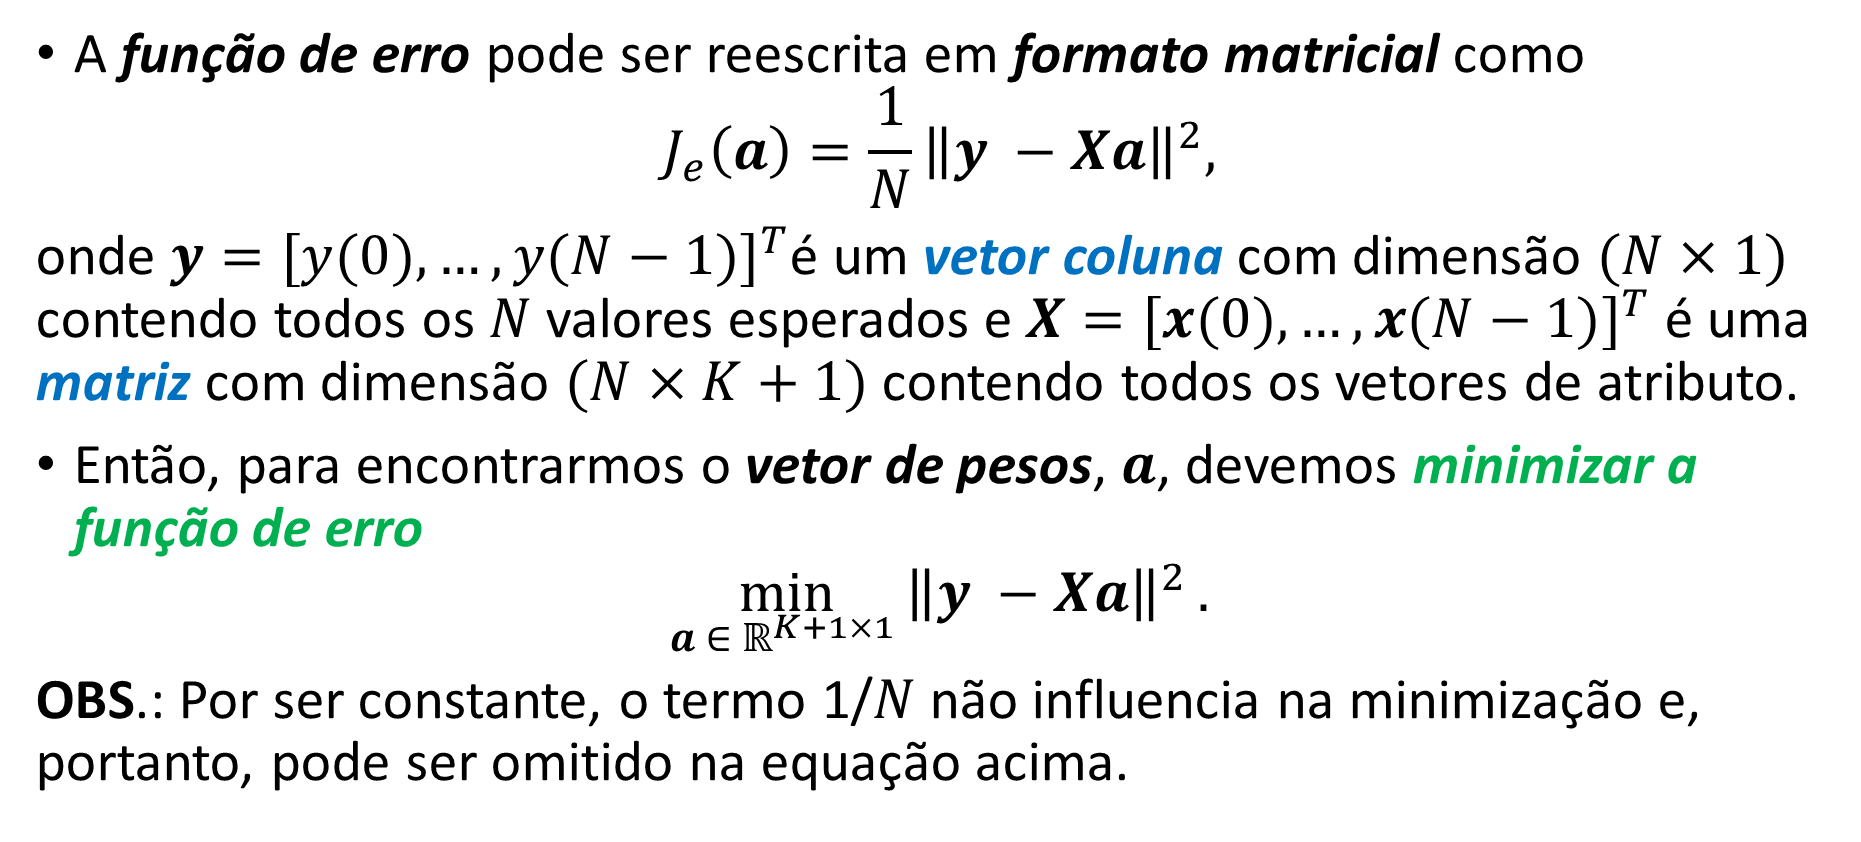 • A função de erro pode ser reescrita em formato matricial como
J_e(a) = 1/N ‖y − Xa‖²,
onde y = [y(0), … , y(N − 1)]ᵀ é um vetor coluna com dimensão (N × 1)
contendo todos os N valores esperados e X = [x(0), … , x(N − 1)]ᵀ é uma
matriz com dimensão (N × K + 1) contendo todos os vetores de atributo.
• Então, para encontrarmos o vetor de pesos, a, devemos minimizar a
função de erro
min ‖y − Xa‖² .
a ∈ ℝ^{K+1×1}
OBS.: Por ser constante, o termo 1/N não influencia na minimização e,
portanto, pode ser omitido na equação acima.